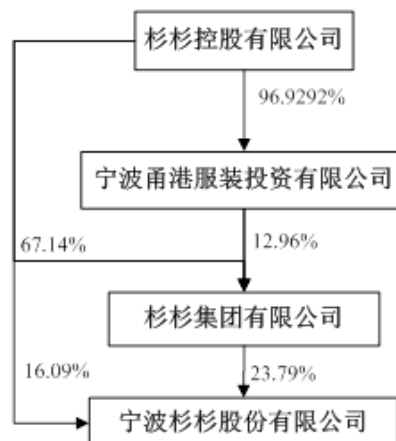 杉杉控股有限公司
96.9292%
宁波甬港服装投资有限公司
67.14%
12.96%
杉杉集团有限公司
16.09%
23.79%
宁波杉杉股份有限公司